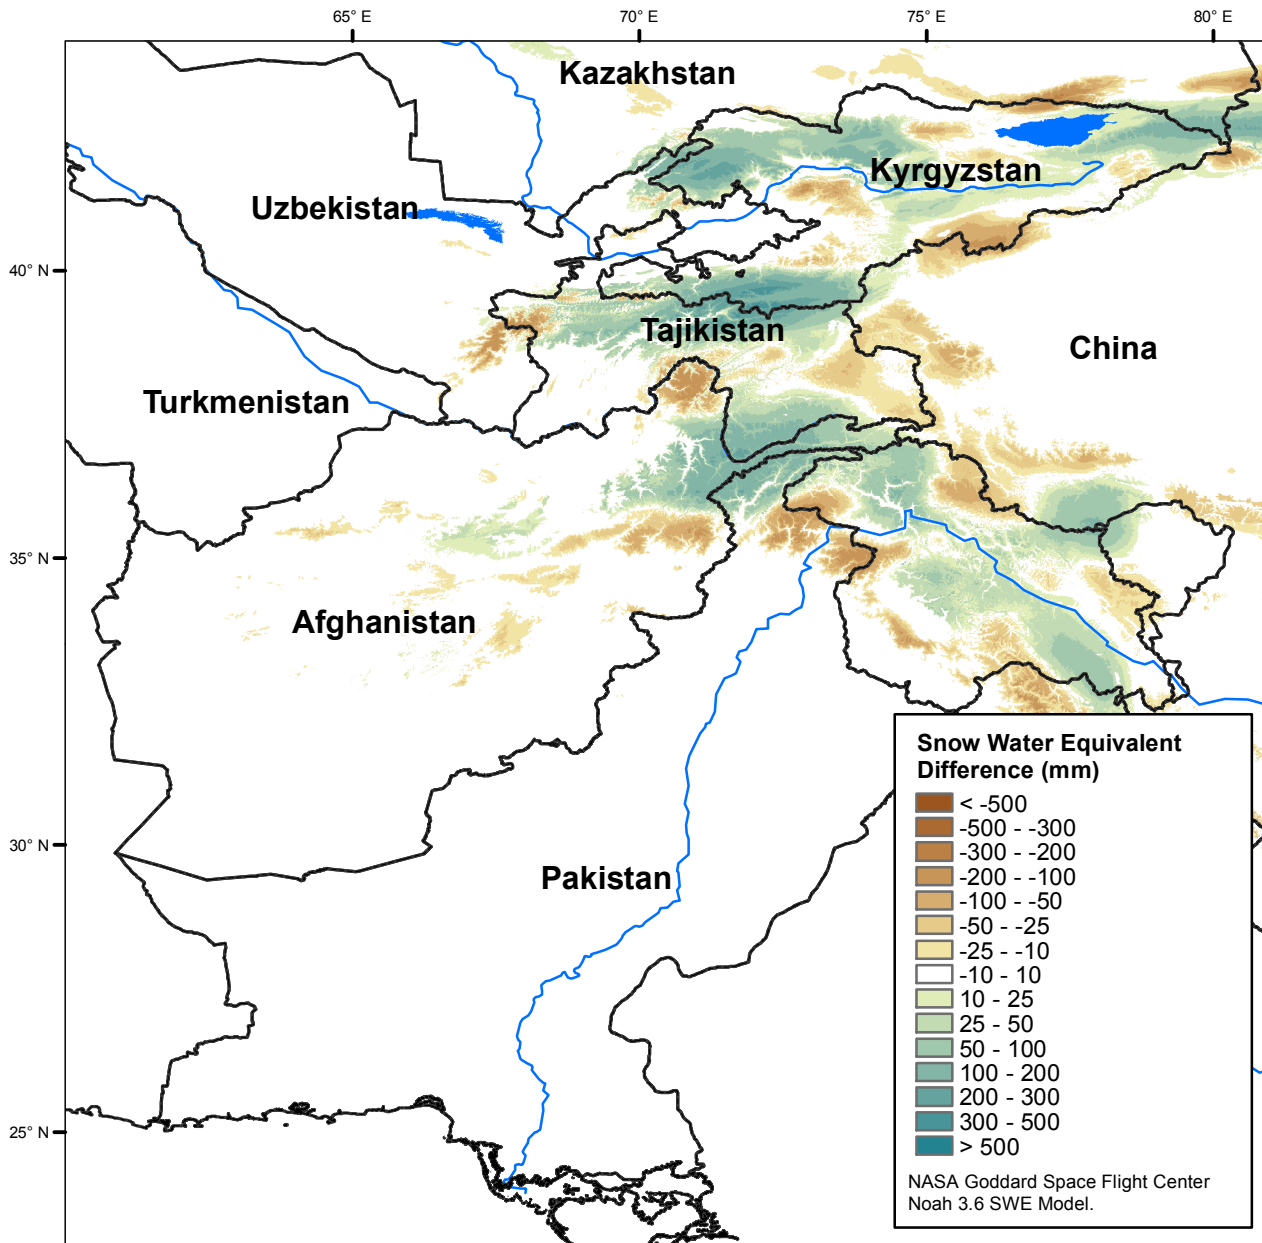 65° E
70° E
75° E
80° E
Kazakhstan
Kyrgyzstan
Uzbekistan
40° N
Tajikistan
China
Turkmenistan
35° N
Afghanistan
Snow Water Equivalent
Difference (mm)
< -500
-500 - -300
-300 - -200
-200 - -100
-100 - -50
-50 - -25
-25 - -10
-10 - 10
10 - 25
25 - 50
50 - 100
100 - 200
200 - 300
300 - 500
> 500
NASA Goddard Space Flight Center
Noah 3.6 SWE Model.
30° N
Pakistan
25° N